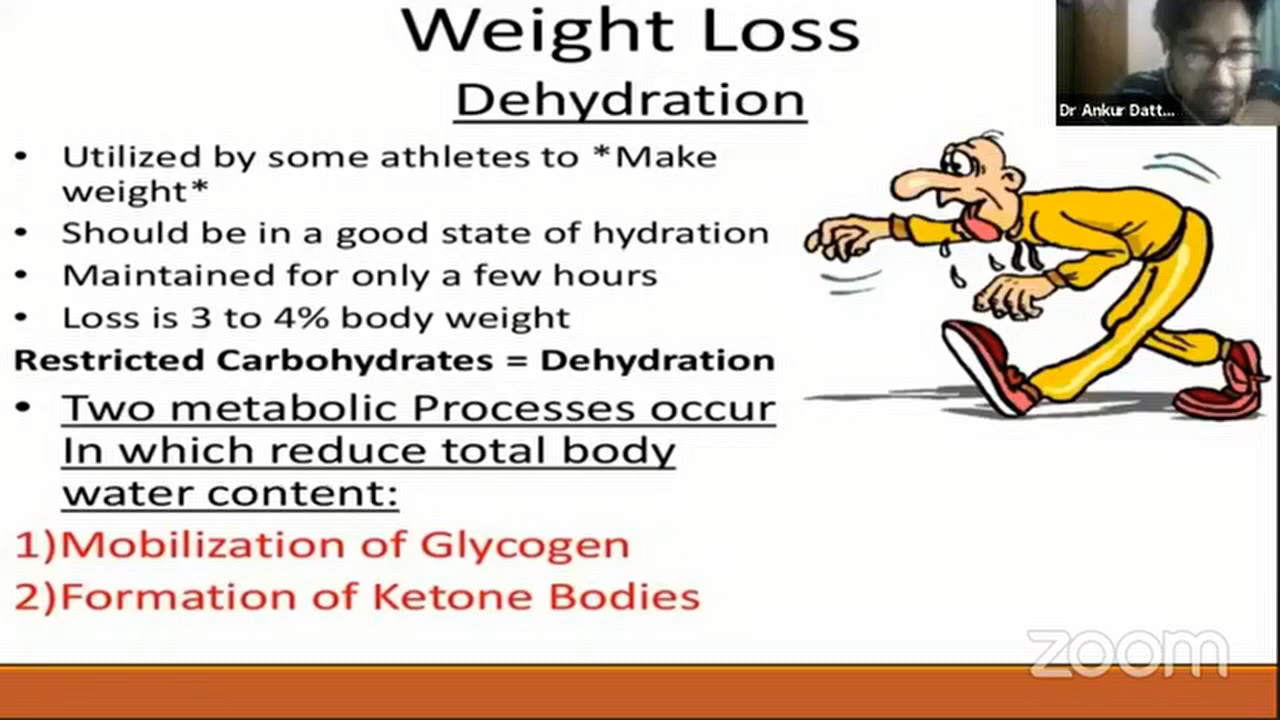 Weight Loss
Dehydration
Dr Ankur Datt...
• Utilized by some athletes to *Make
weight*
• Should be in a good state of hydration
• Maintained for only a few hours
• Loss is 3 to 4% body weight
Restricted Carbohydrates = Dehydration
• Two metabolic Processes occur
In which reduce total body
water content:
1)Mobilization of Glycogen
2)Formation of Ketone Bodies
zoom